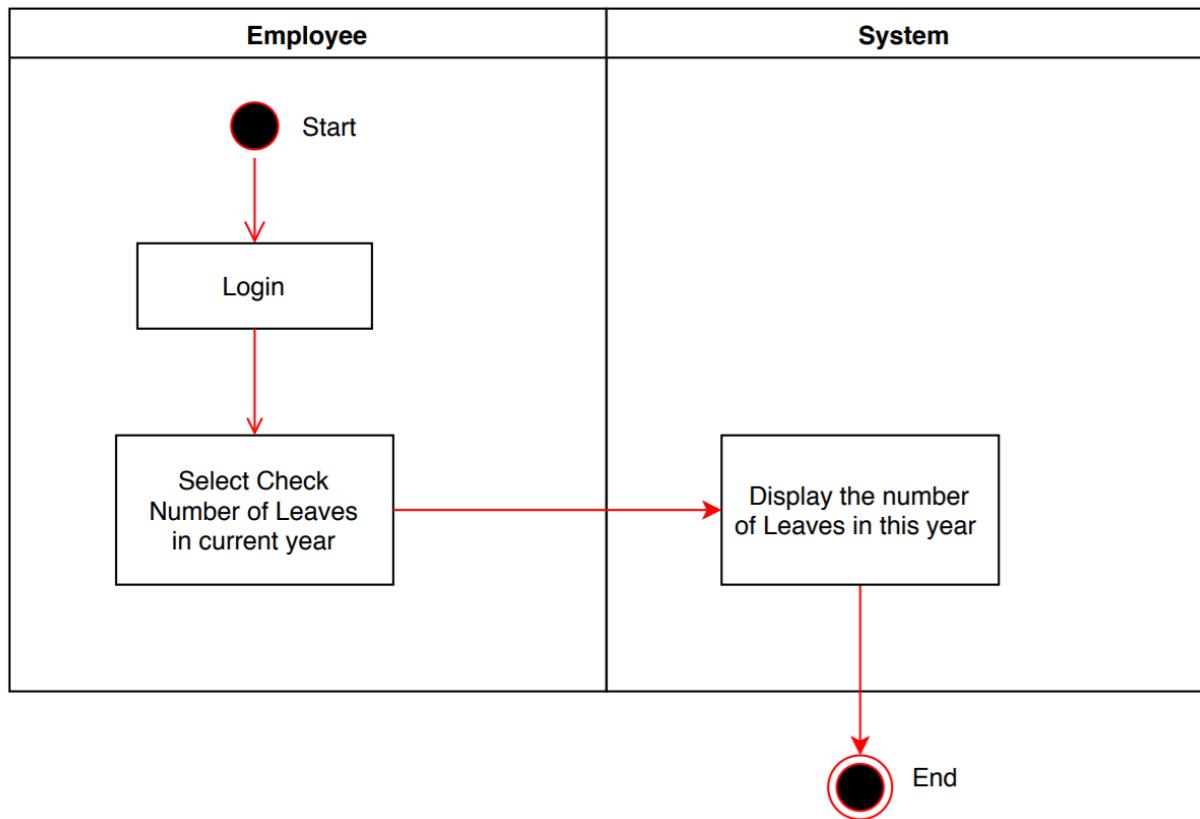 Employee
System
Start
Login
Select Check
Number of Leaves
in current year
Display the number
of Leaves in this year
End